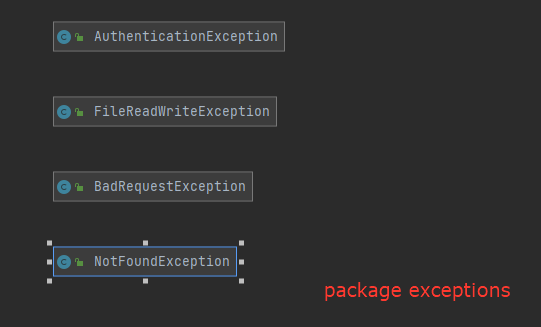 AuthenticationException
FileReadWriteException
BadRequestException
NotFoundException
package exceptions